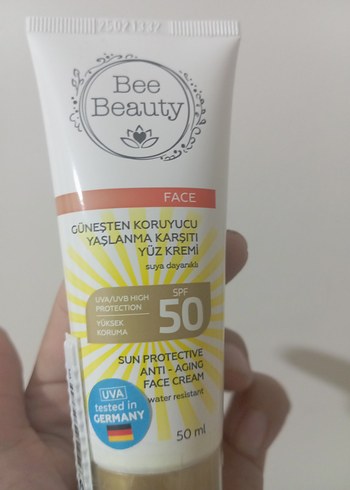 Bee
Beauty
FACE
GÜNEŞTEN KORUYUCU
YAŞLANMA KARŞITI
YÜZ KREMİ
suya dayanıklı
UVA/UVB HIGH
PROTECTION
YÜKSEK
KORUMA
SPF
50
SUN PROTECTIVE
ANTI - AGING
FACE CREAM
water resistant
UVA
tested in
GERMANY
50 ml